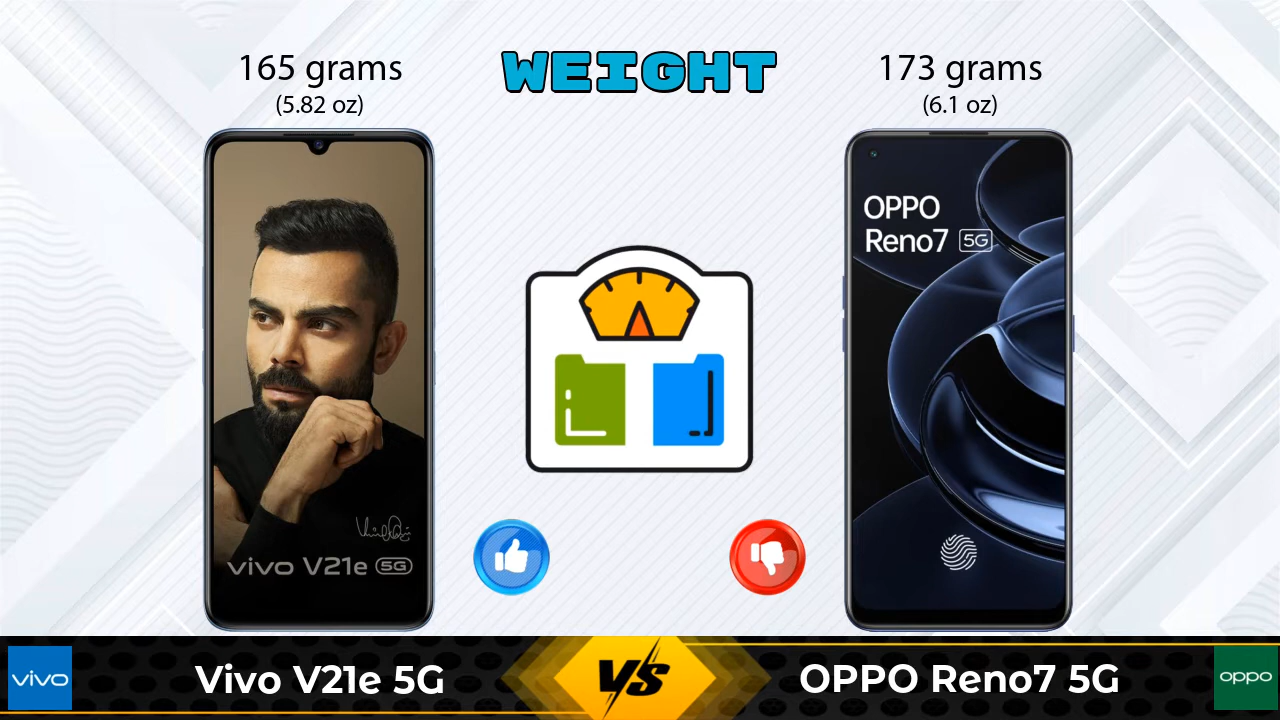 WEIGHT
165 grams
(5.82 oz)
173 grams
(6.1 oz)
OPPO
Reno7 5G
vivo V21e 5G
vivo
Vivo V21e 5G
VS
OPPO Reno7 5G
oppo